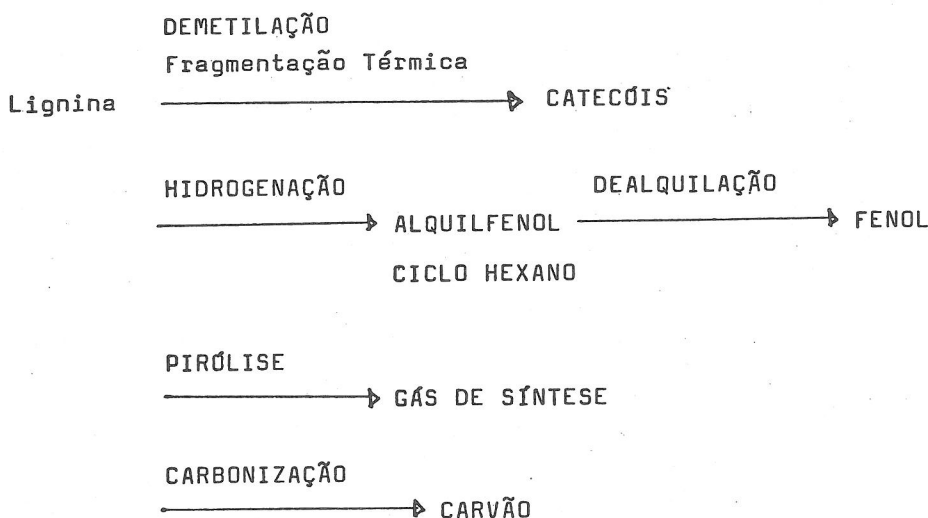 DEMETILAÇÃO
Fragmentação Térmica
Lignina CATECÓIS
HIDROGENAÇÃO DEALQUILAÇÃO
ALQUILFENOL FENOL
CICLO HEXANO
PIRÓLISE
GÁS DE SÍNTESE
CARBONIZAÇÃO
CARVÃO